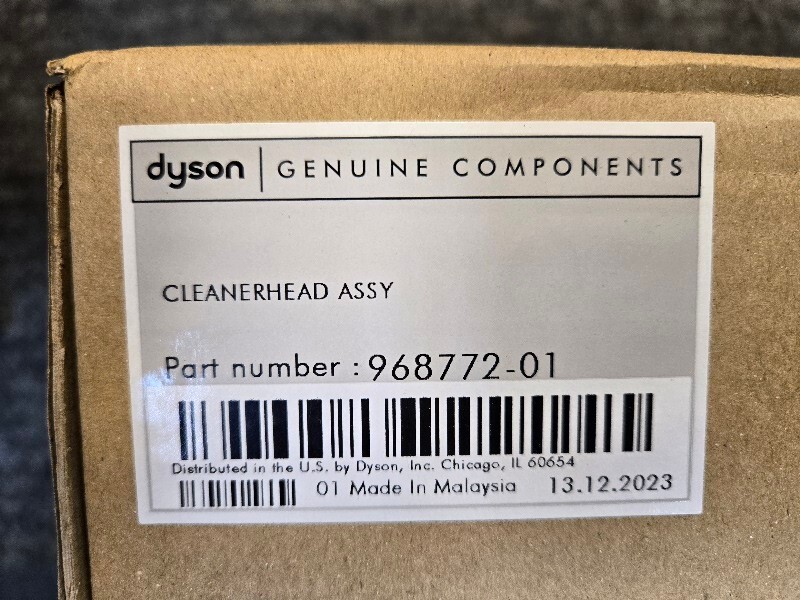 dyson GENUINE COMPONENTS
CLEANERHEAD ASSY
Part number : 968772-01
Distributed in the U.S. by Dyson, Inc. Chicago, IL 60654
01 Made In Malaysia 13.12.2023